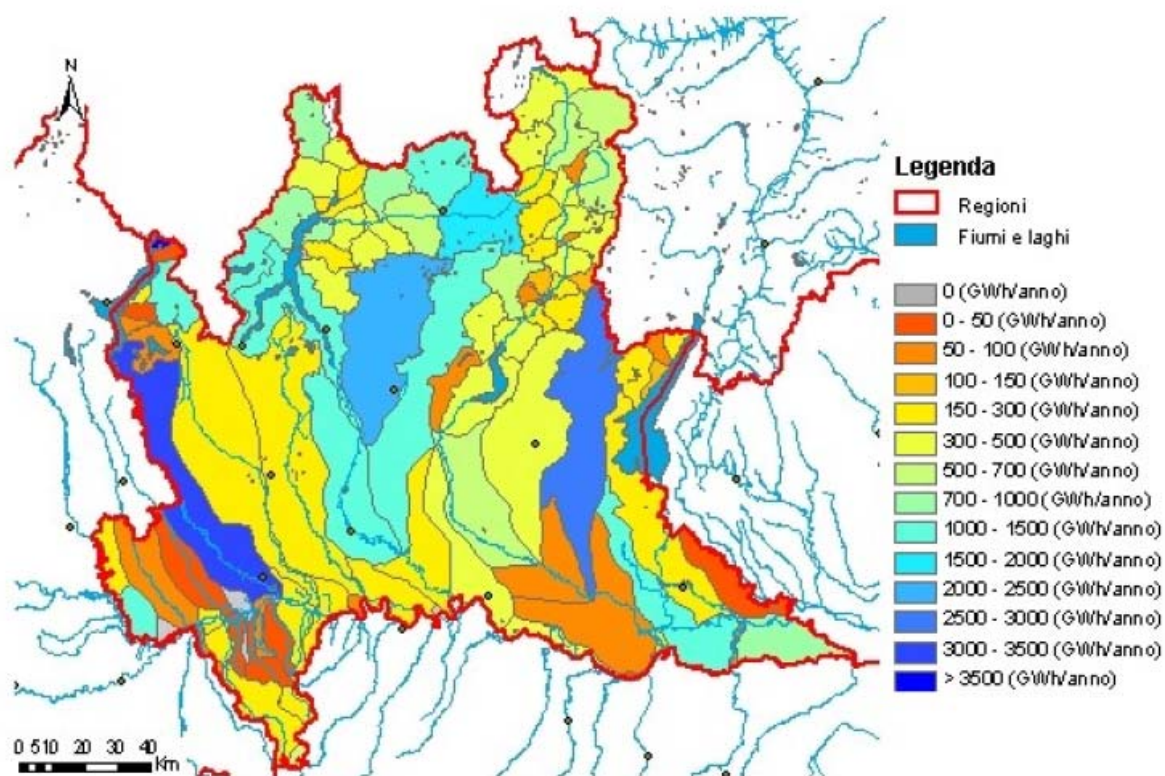 N
Legenda
Regioni
Fiumi e laghi
0 (GWh/anno)
0 - 50 (GWh/anno)
50 - 100 (GWh/anno)
100 - 150 (GWh/anno)
150 - 300 (GWh/anno)
300 - 500 (GWh/anno)
500 - 700 (GWh/anno)
700 - 1000 (GWh/anno)
1000 - 1500 (GWh/anno)
1500 - 2000 (GWh/anno)
2000 - 2500 (GWh/anno)
2500 - 3000 (GWh/anno)
3000 - 3500 (GWh/anno)
> 3500 (GWh/anno)
0 5 10 20 30 40
Km